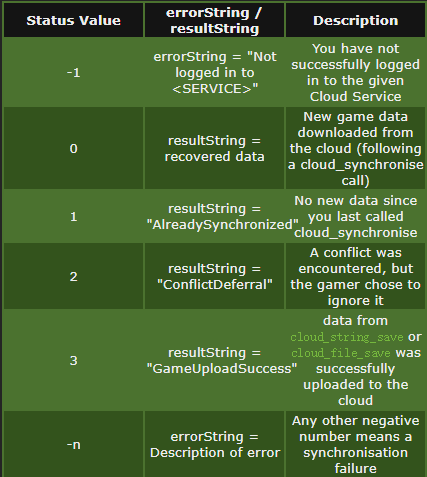 Status Value
errorString /
resultString
Description
-1
errorString = "Not
logged in to
<SERVICE>"
You have not
successfully logged
in to the given
Cloud Service
0
resultString =
recovered data
New game data
downloaded from
the cloud (following
a cloud_synchronise
call)
1
resultString =
"AlreadySynchronized"
No new data since
you last called
cloud_synchronise
2
resultString =
"ConflictDeferral"
A conflict was
encountered, but
the gamer chose to
ignore it
3
resultString =
"GameUploadSuccess"
data from
cloud_string_save or
cloud_file_save was
successfully
uploaded to the
cloud
-n
errorString =
Description of error
Any other negative
number means a
synchronisation
failure